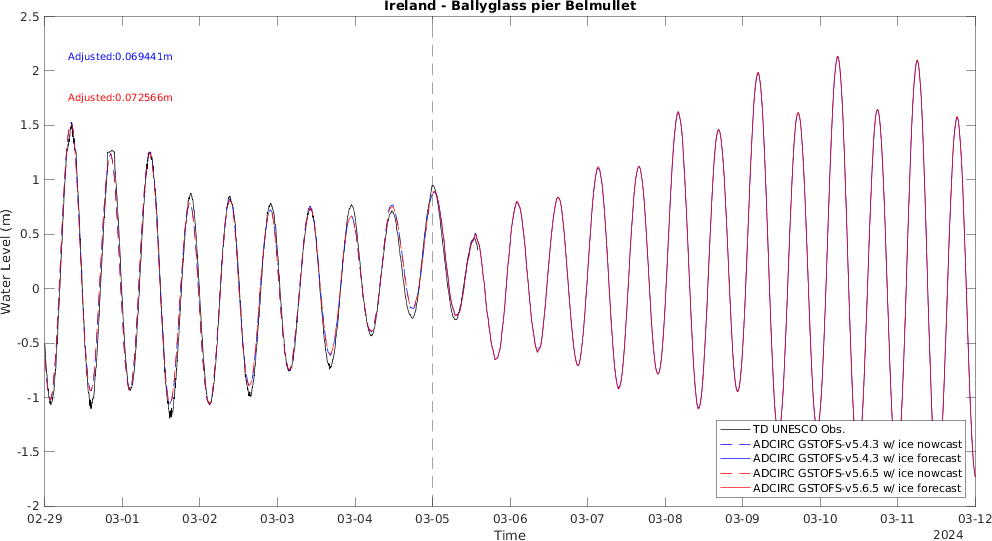 Ireland - Ballyglass pier Belmullet
2.5
2
1.5
1
0.5
0
-0.5
-1
-1.5
-2
Water Level (m)
Adjusted:0.069441m
Adjusted:0.072566m
TD UNESCO Obs.
ADCIRC GSTOFS-v5.4.3 w/ ice nowcast
ADCIRC GSTOFS-v5.4.3 w/ ice forecast
ADCIRC GSTOFS-v5.6.5 w/ ice nowcast
ADCIRC GSTOFS-v5.6.5 w/ ice forecast
02-29 03-01 03-02 03-03 03-04 03-05 03-06 03-07 03-08 03-09 03-10 03-11 03-12
Time
2024